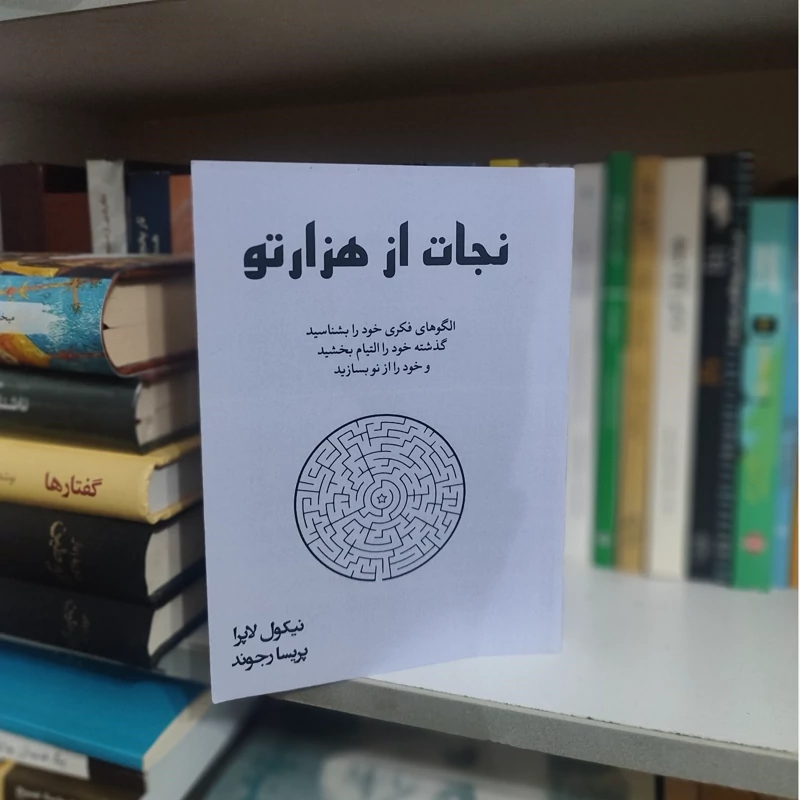 نجات از هزارتو
الگوهای فکری خود را بشناسید
گذشته خود را التیام بخشید
و خود را از نو بسازید
نیکول لاپرا
پریسا رجوند
گفتارها